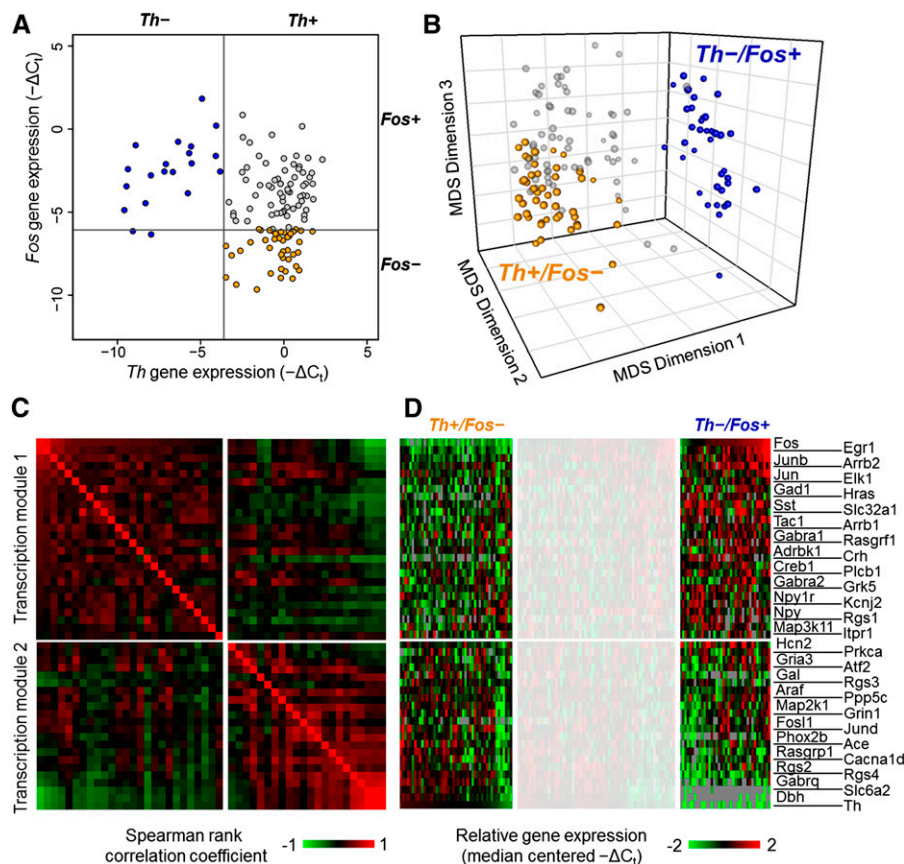 A
Th−
Th+
Fos gene expression (−ΔCt)
0
−5
−10
5
Fos+
Fos−
−10
−5
0
5
Th gene expression (−ΔCt)
B
Th−/Fos+
Th+/Fos−
MDS Dimension 3
MDS Dimension 2
MDS Dimension 1
C
Transcription module 1
Transcription module 2
Spearman rank
correlation coefficient
-1
1
D
Th+/Fos−
Th−/Fos+
Fos
Egr1
Junb
Arrb2
Jun
Elk1
Gad1
Hras
Sst
Slc32a1
Tac1
Arrb1
Gabra1
Rasgrf1
Adrbk1
Crh
Creb1
Plcb1
Gabra2
Grk5
Npy1r
Kcnj2
Npy
Rgs1
Map3k11
Itpr1
Hcn2
Prkca
Gria3
Atf2
Gal
Rgs3
Araf
Ppp5c
Map2k1
Grin1
Fosl1
Jund
Phox2b
Ace
Rasgrp1
Cacna1d
Rgs2
Rgs4
Gabrq
Slc6a2
Dbh
Th
Relative gene expression
(median centered −ΔCt)
-2
2